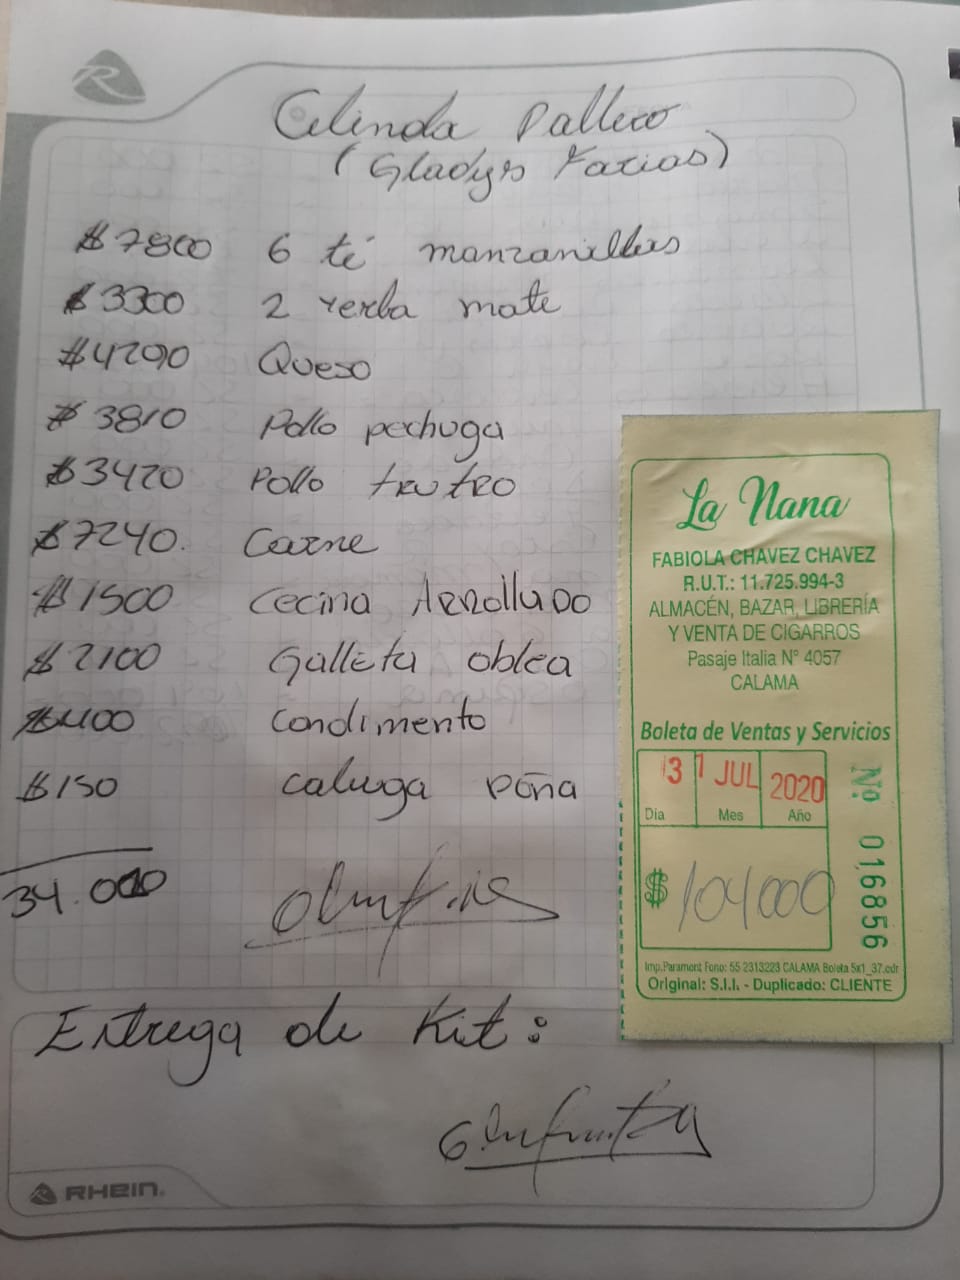 Celinda Palleco
(Gladys Farias)
$7800 6 té manzanillas
$3300 2 yerba mate
$4290 Queso
$3810 Pollo pechuga
$3420 Pollo trutro
$7240. Carne
$1500 Cecina Arrollado
$2100 Galleta oblea
$400 Condimento
$150 caluga piña
34.000
Entrega de Kit:
RHEIN.
La Nana
FABIOLA CHAVEZ CHAVEZ
R.U.T.: 11.725.994-3
ALMACÉN, BAZAR, LIBRERÍA
Y VENTA DE CIGARROS
Pasaje Italia N° 4057
CALAMA
Boleta de Ventas y Servicios
31 JUL 2020
Día Mes Año
Nº 016856
$ 104000
Imp.Paramont Fono: 55 2313223 CALAMA Boleta 5x1_37.cdr
Original: S.I.I. - Duplicado: CLIENTE